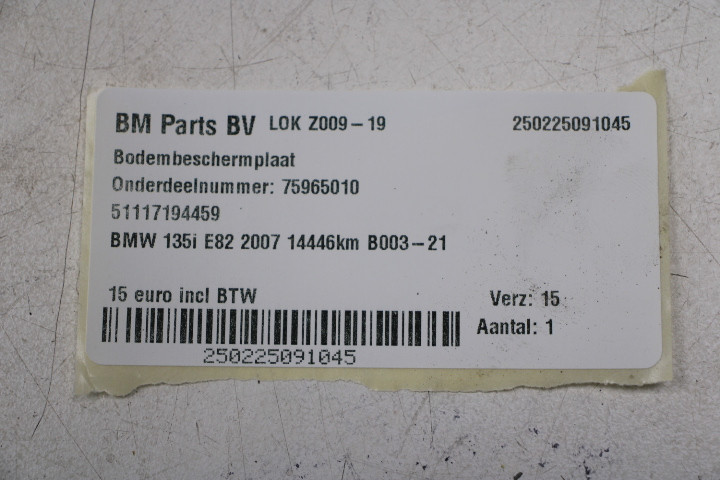 BM Parts BV LOK Z009-19 250225091045
Bodembeschermplaat
Onderdeelnummer: 75965010
51117194459
BMW 135i E82 2007 14446km B003-21
15 euro incl BTW Verz: 15
Aantal: 1
250225091045